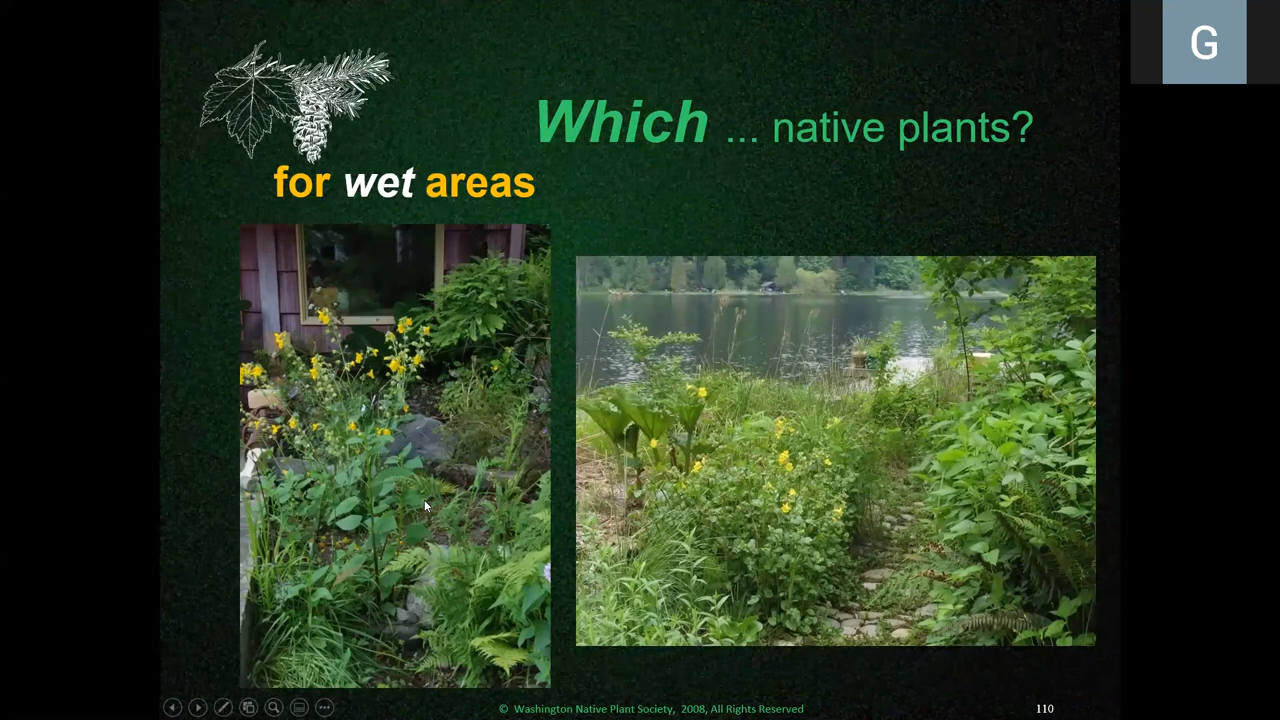 G
Which ... native plants?
for wet areas
© Washington Native Plant Society, 2008, All Rights Reserved
110